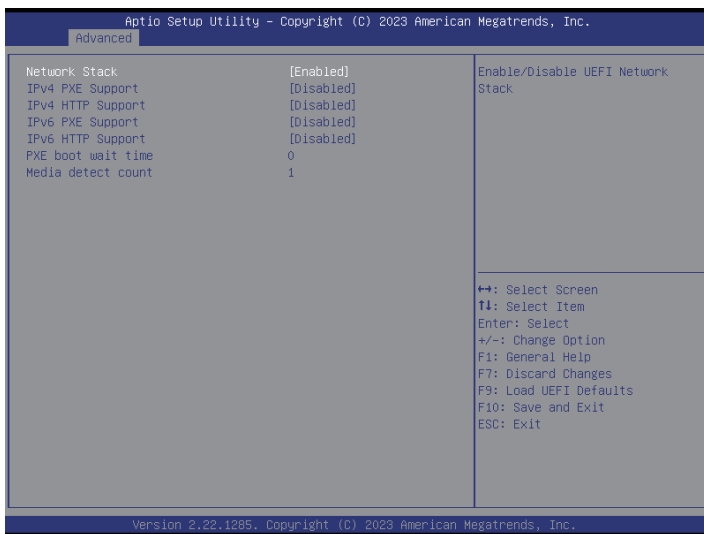 Aptio Setup Utility – Copyright (C) 2023 American Megatrends, Inc.
Advanced
Network Stack [Enabled]
IPv4 PXE Support [Disabled]
IPv4 HTTP Support [Disabled]
IPv6 PXE Support [Disabled]
IPv6 HTTP Support [Disabled]
PXE boot wait time 0
Media detect count 1
Enable/Disable UEFI Network
Stack
↔: Select Screen
↑↓: Select Item
Enter: Select
+/-: Change Option
F1: General Help
F7: Discard Changes
F9: Load UEFI Defaults
F10: Save and Exit
ESC: Exit
Version 2.22.1285. Copyright (C) 2023 American Megatrends, Inc.